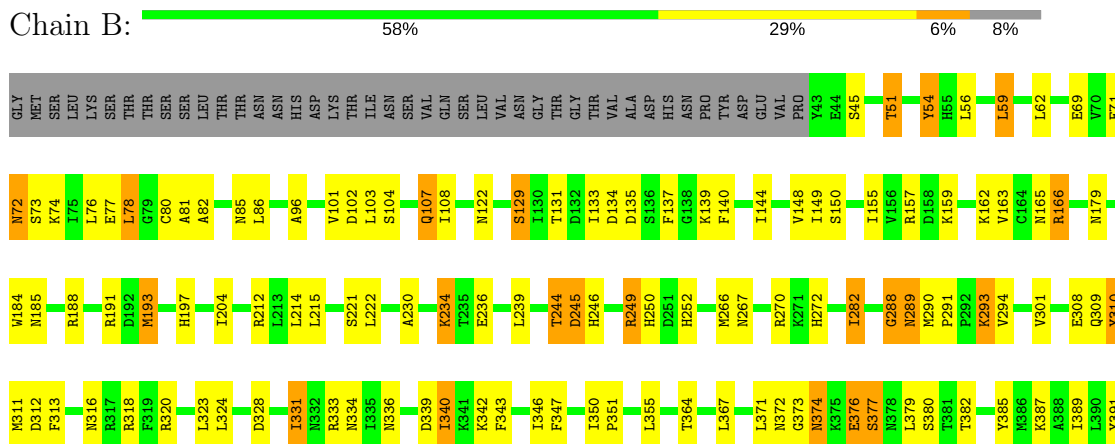 Chain B:
58% 29% 6% 8%
GLY MET SER LEU LYS SER THR THR SER SER LEU THR THR ASN ASN HIS ASP LYS THR ILE ASN SER VAL GLN SER LEU VAL ASN GLY THR GLY THR VAL ALA ASP HIS ASN PRO TYR ASP GLU VAL PRO Y43 E44 S45 T51 Y54 H55 L56 L59 L62 E69 V70
N72 S73 K74 I75 L76 E77 L78 G79 C80 A81 A82 N85 L86 A96 V101 D102 L103 S104 Q107 I108 N122 S129 I130 T131 D132 I133 D134 D135 S136 F137 G138 K139 F140 I144 V148 I149 S150 I155 V156 R157 D158 K159 K162 V163 C164 N165 R166 N179
W184 N185 R188 R191 D192 M193 H197 I204 R212 L213 L214 L215 S221 L222 A230 K234 T235 E236 L239 T244 D245 H246 R249 H250 D251 H252 M266 N267 R270 K271 H272 I282 G288 N289 M290 P291 P292 K293 V294 V301 E308 Q309
M311 D312 F313 N316 R317 R318 F319 R320 L323 L324 D328 I331 N332 R333 N334 I335 N336 D339 I340 K341 K342 F343 I346 F347 I350 L355 T364 L367 L371 N372 G373 N374 K375 E376 S377 N378 L379 S380 T381 T382 Y385 M386 K387 A388 I389 L390